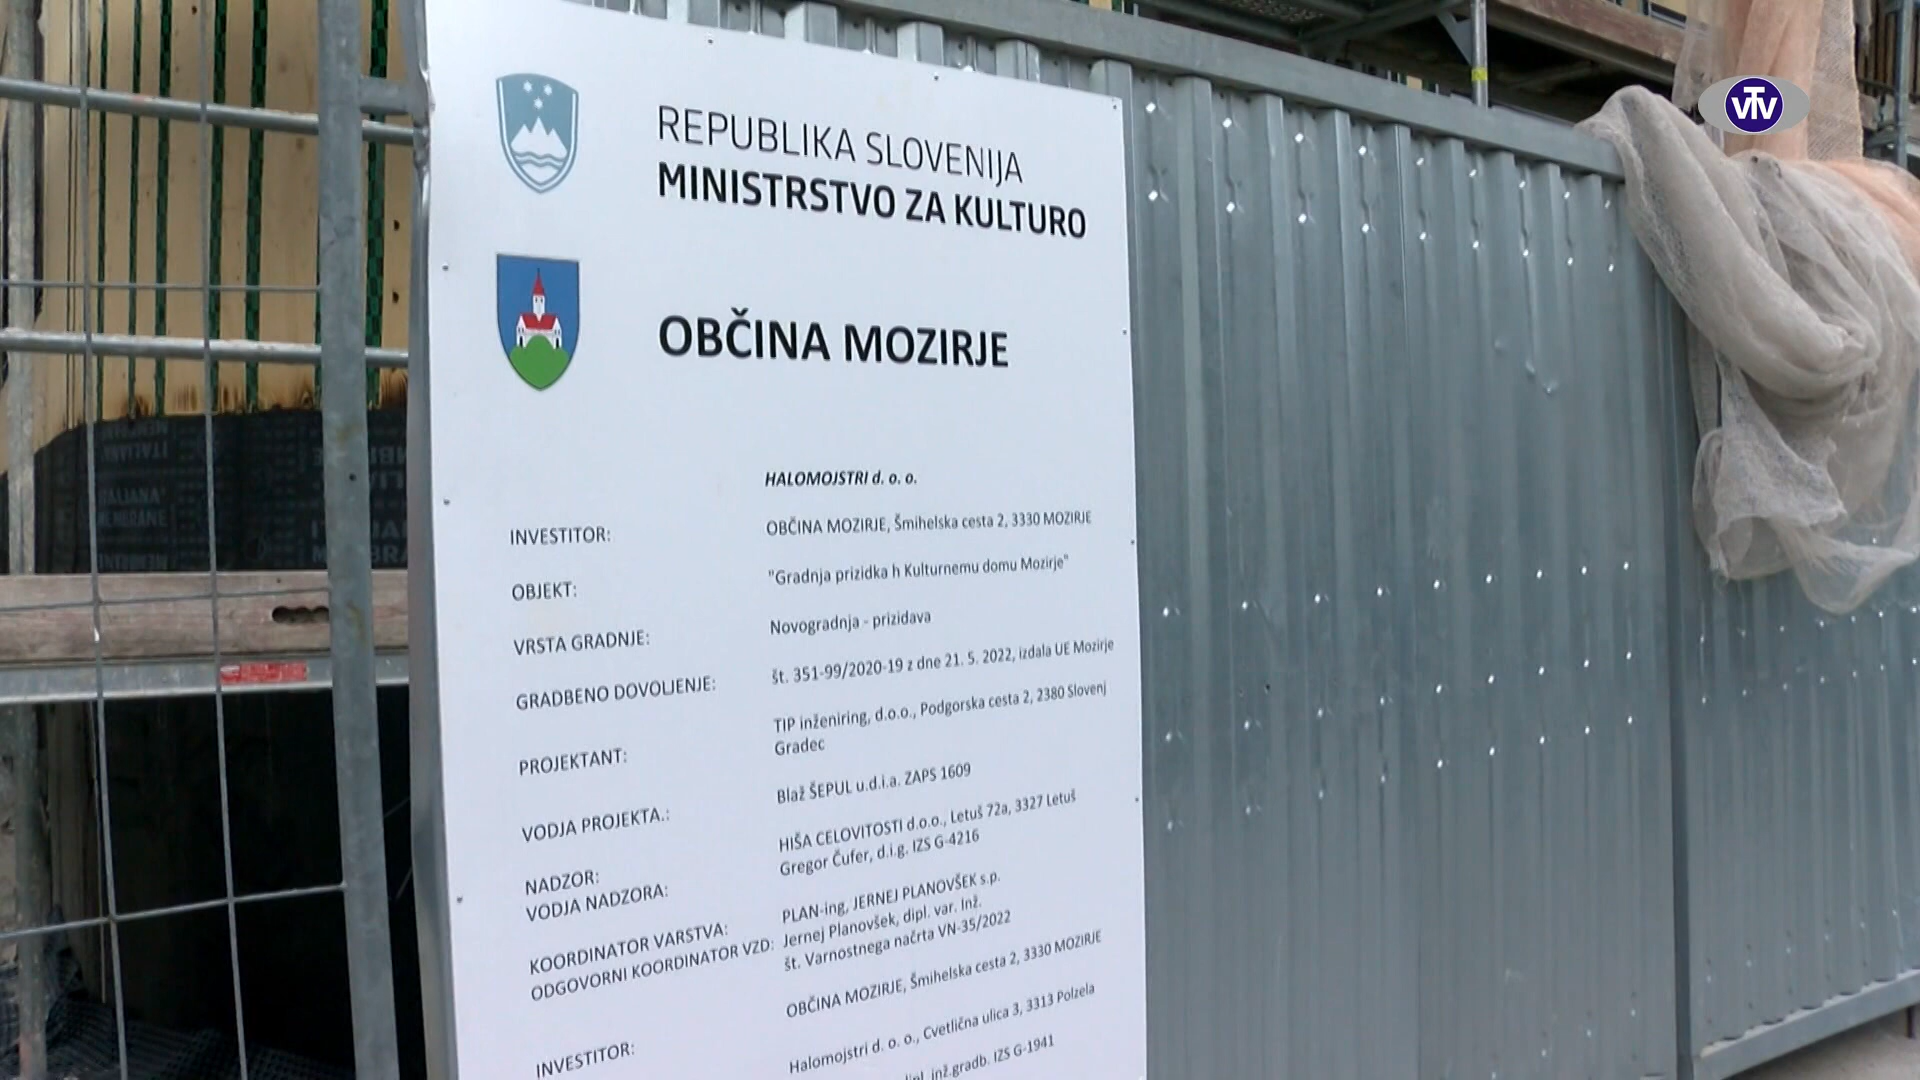 VTV
REPUBLIKA SLOVENIJA
MINISTRSTVO ZA KULTURO
OBČINA MOZIRJE
HALOMOJSTRI d. o. o.
INVESTITOR: OBČINA MOZIRJE, Šmihelska cesta 2, 3330 MOZIRJE
OBJEKT: "Gradnja prizidka h Kulturnemu domu Mozirje"
VRSTA GRADNJE: Novogradnja - prizidava
GRADBENO DOVOLJENJE: št. 351-99/2020-19 z dne 21. 5. 2022, izdala UE Mozirje
PROJEKTANT: TIP inženiring, d.o.o., Podgorska cesta 2, 2380 Slovenj
Gradec
VODJA PROJEKTA.: Blaž ŠEPUL u.d.i.a. ZAPS 1609
NADZOR: HIŠA CELOVITOSTI d.o.o., Letuš 72a, 3327 Letuš
VODJA NADZORA: Gregor Čufer, d.i.g. IZS G-4216
KOORDINATOR VARSTVA: PLAN-ing, JERNEJ PLANOVŠEK s.p.
ODGOVORNI KOORDINATOR VZD: Jernej Planovšek, dipl. var. Inž.
št. Varnostnega načrta VN-35/2022
INVESTITOR: OBČINA MOZIRJE, Šmihelska cesta 2, 3330 MOZIRJE
Halomojstri d. o. o., Cvetlična ulica 3, 3313 Polzela
inž.gradb. IZS G-1941
ITALIANA
MEMBRANE